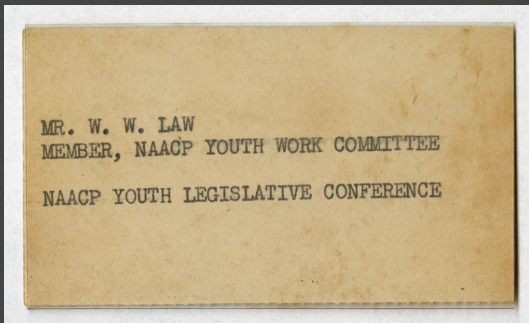 MR. W. W. LAW
MEMBER, NAACP YOUTH WORK COMMITTEE
NAACP YOUTH LEGISLATIVE CONFERENCE